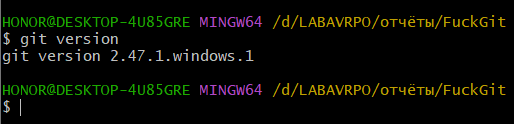 HONOR@DESKTOP-4U85GRE MINGW64 /d/LABAVRPO/отчёты/FuckGit
$ git version
git version 2.47.1.windows.1
HONOR@DESKTOP-4U85GRE MINGW64 /d/LABAVRPO/отчёты/FuckGit
$